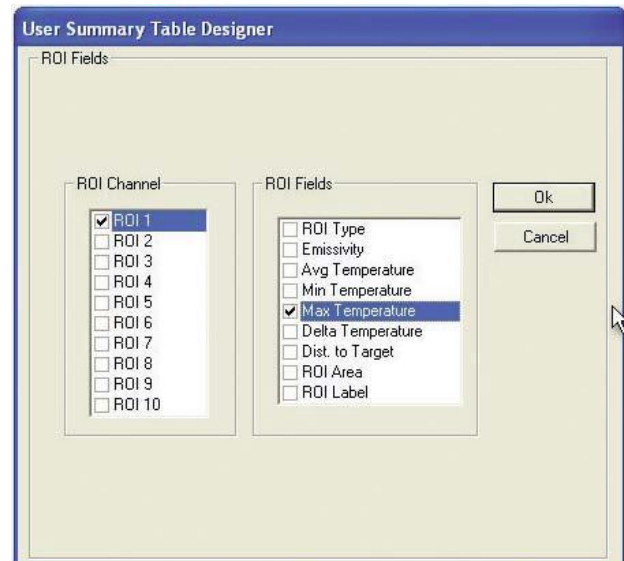 User Summary Table Designer
ROI Fields
ROI Channel
ROI 1
ROI 2
ROI 3
ROI 4
ROI 5
ROI 6
ROI 7
ROI 8
ROI 9
ROI 10
ROI Fields
ROI Type
Emissivity
Avg Temperature
Min Temperature
Max Temperature
Delta Temperature
Dist. to Target
ROI Area
ROI Label
Ok
Cancel